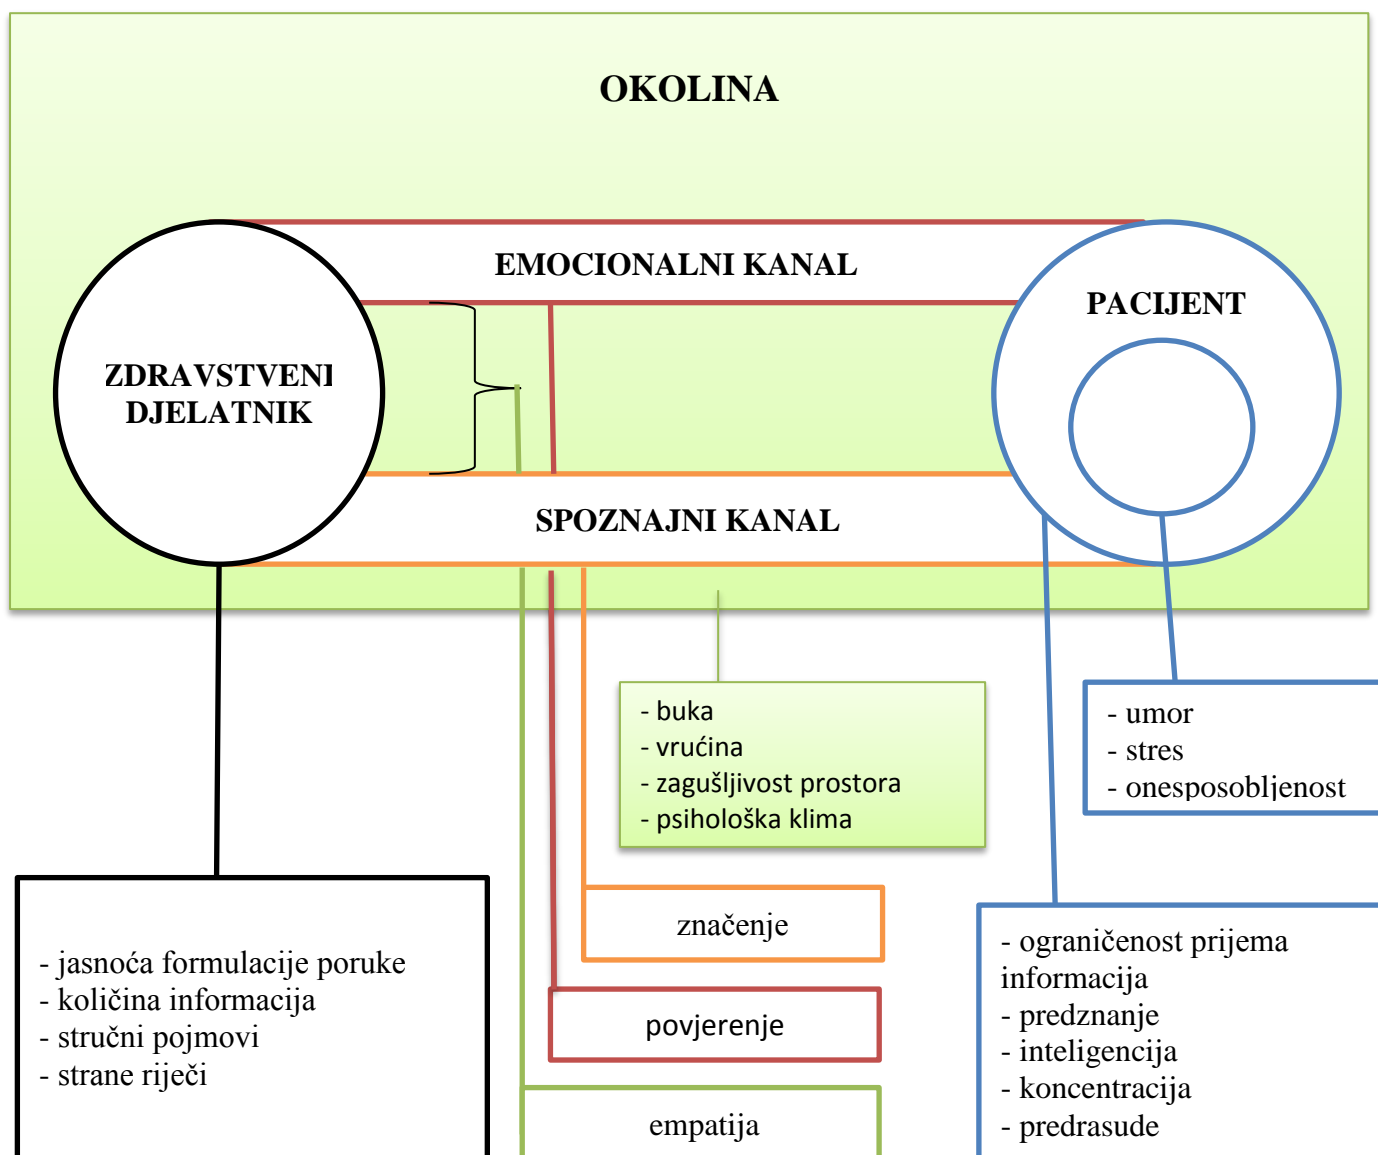 OKOLINA
EMOCIONALNI KANAL
PACIJENT
ZDRAVSTVENI
DJELATNIK
SPOZNAJNI KANAL
- buka
- vrućina
- zagušljivost prostora
- psihološka klima
- umor
- stres
- onesposobljenost
- jasnoća formulacije poruke
- količina informacija
- stručni pojmovi
- strane riječi
značenje
povjerenje
empatija
- ograničenost prijema
informacija
- predznanje
- inteligencija
- koncentracija
- predrasude